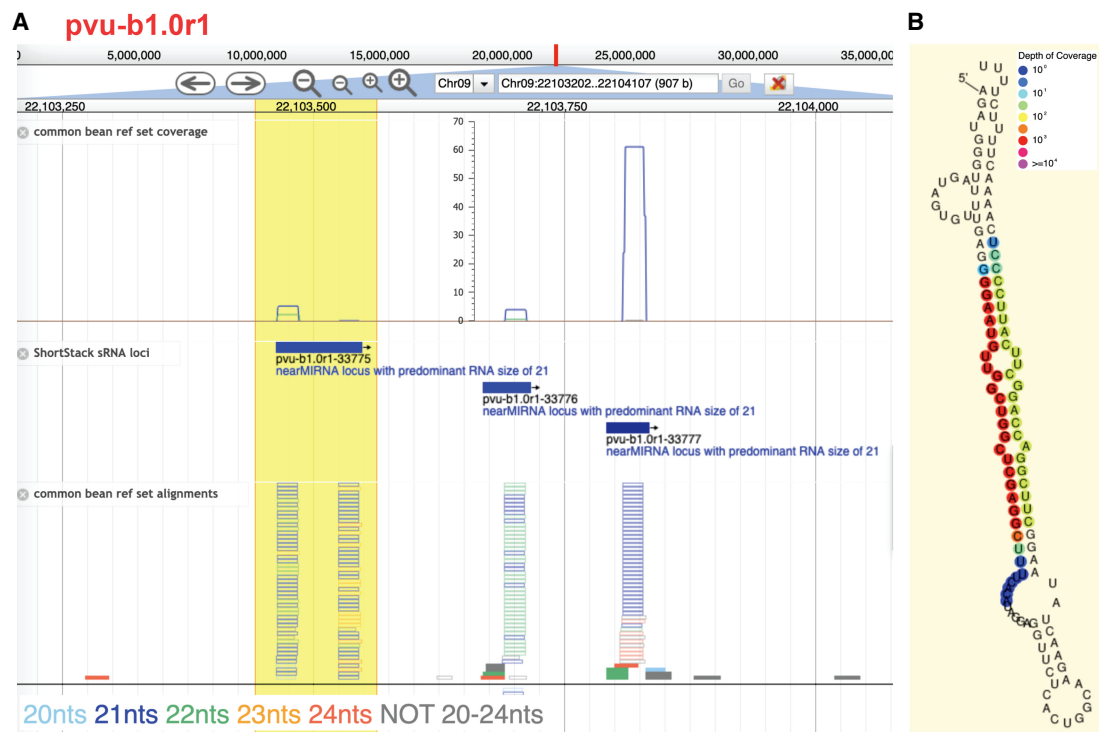 A
pvu-b1.0r1
0 5,000,000 10,000,000 15,000,000 20,000,000 25,000,000 30,000,000 35,000,00
Chr09 Chr09:22103202..22104107 (907 b) Go
22,103,250 22,103,500 22,103,750 22,104,000
common bean ref set coverage
70
60
50
40
30
20
10
0
ShortStack sRNA loci
pvu-b1.0r1-33775
nearMIRNA locus with predominant RNA size of 21
pvu-b1.0r1-33776
nearMIRNA locus with predominant RNA size of 21
pvu-b1.0r1-33777
nearMIRNA locus with predominant RNA size of 21
common bean ref set alignments
20nts 21nts 22nts 23nts 24nts NOT 20-24nts
B
Depth of Coverage
10⁰
10¹
10²
10³
>=10⁴
5'